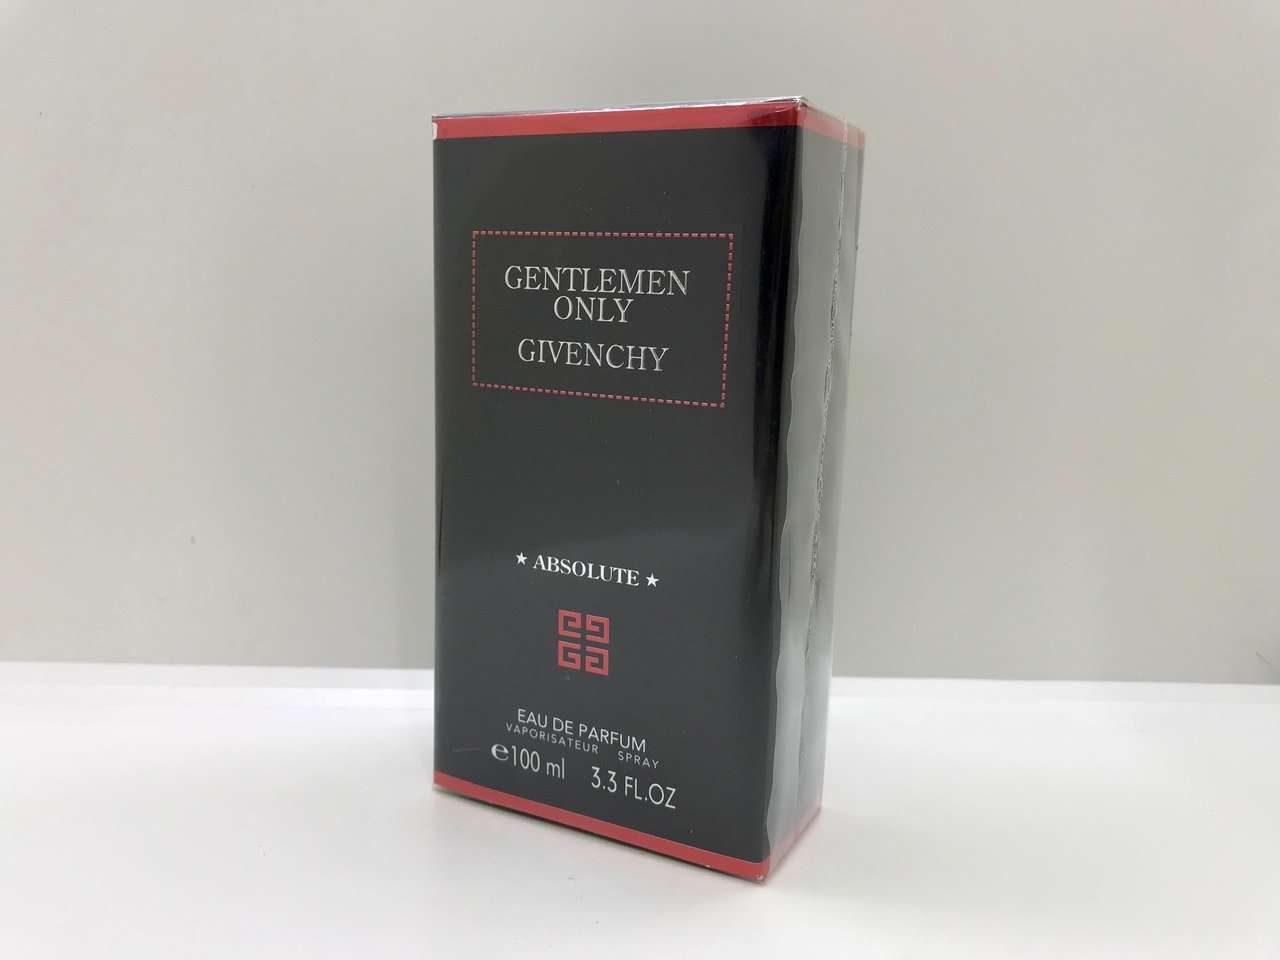 GENTLEMEN
ONLY
GIVENCHY
★ ABSOLUTE ★
EAU DE PARFUM
VAPORISATEUR SPRAY
℮100 ml 3.3 FL.OZ